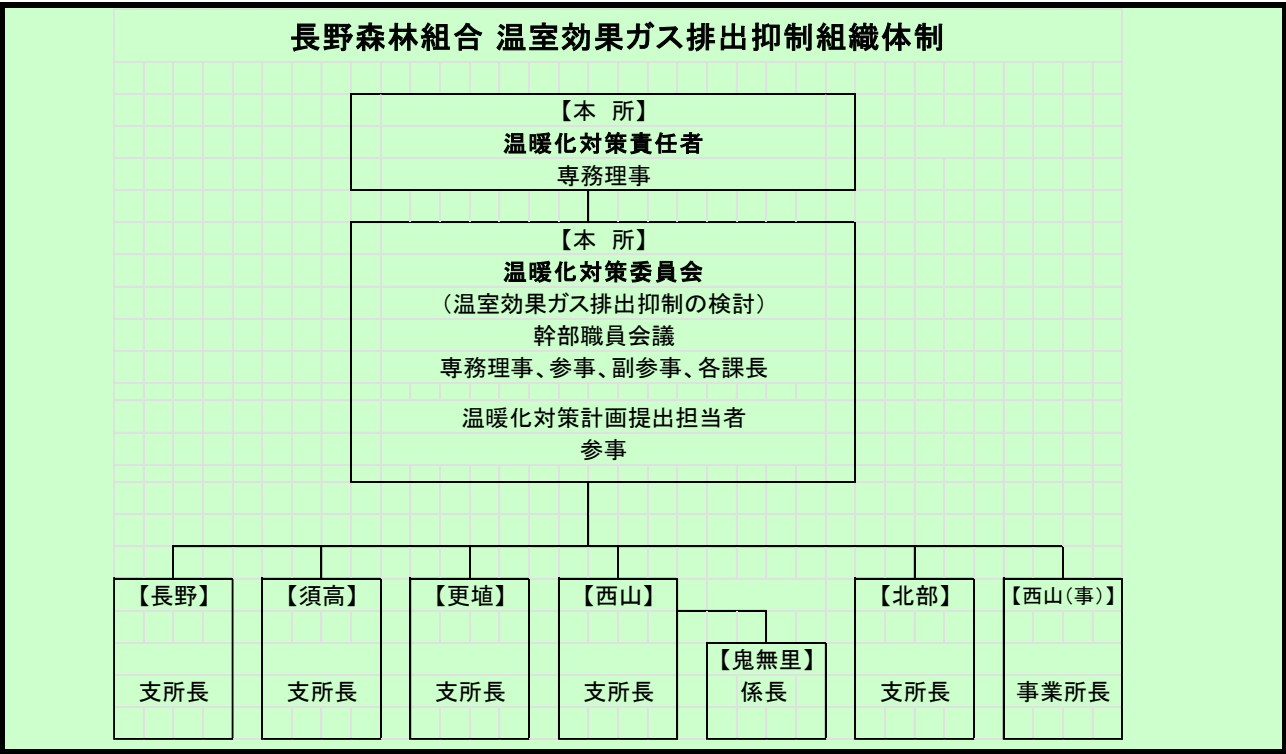 長野森林組合 温室効果ガス排出抑制組織体制
【本 所】
温暖化対策責任者
専務理事
【本 所】
温暖化対策委員会
（温室効果ガス排出抑制の検討）
幹部職員会議
専務理事、参事、副参事、各課長
温暖化対策計画提出担当者
参事
【長野】
支所長
【須高】
支所長
【更埴】
支所長
【西山】
支所長
【鬼無里】
係長
【北部】
支所長
【西山（事）】
事業所長